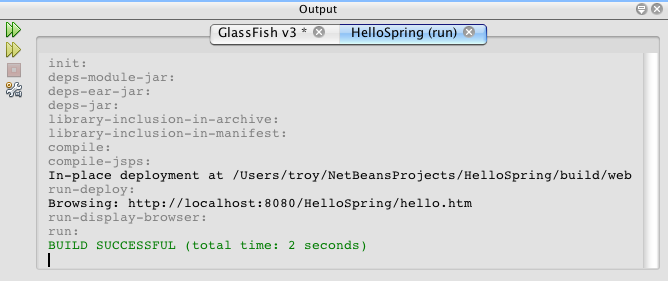 Output
GlassFish v3 *
HelloSpring (run)
init:
deps-module-jar:
deps-ear-jar:
deps-jar:
library-inclusion-in-archive:
library-inclusion-in-manifest:
compile:
compile-jsps:
In-place deployment at /Users/troy/NetBeansProjects/HelloSpring/build/web
run-deploy:
Browsing: http://localhost:8080/HelloSpring/hello.htm
run-display-browser:
run:
BUILD SUCCESSFUL (total time: 2 seconds)